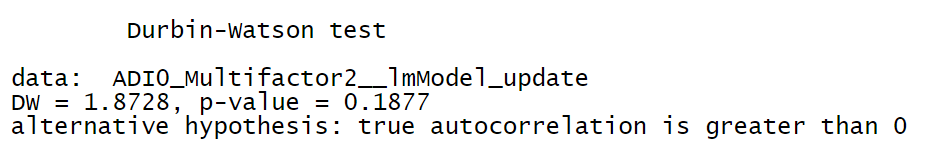 Durbin-Watson test
data:  ADIO_Multifactor2__lmModel_update
DW = 1.8728, p-value = 0.1877
alternative hypothesis: true autocorrelation is greater than 0